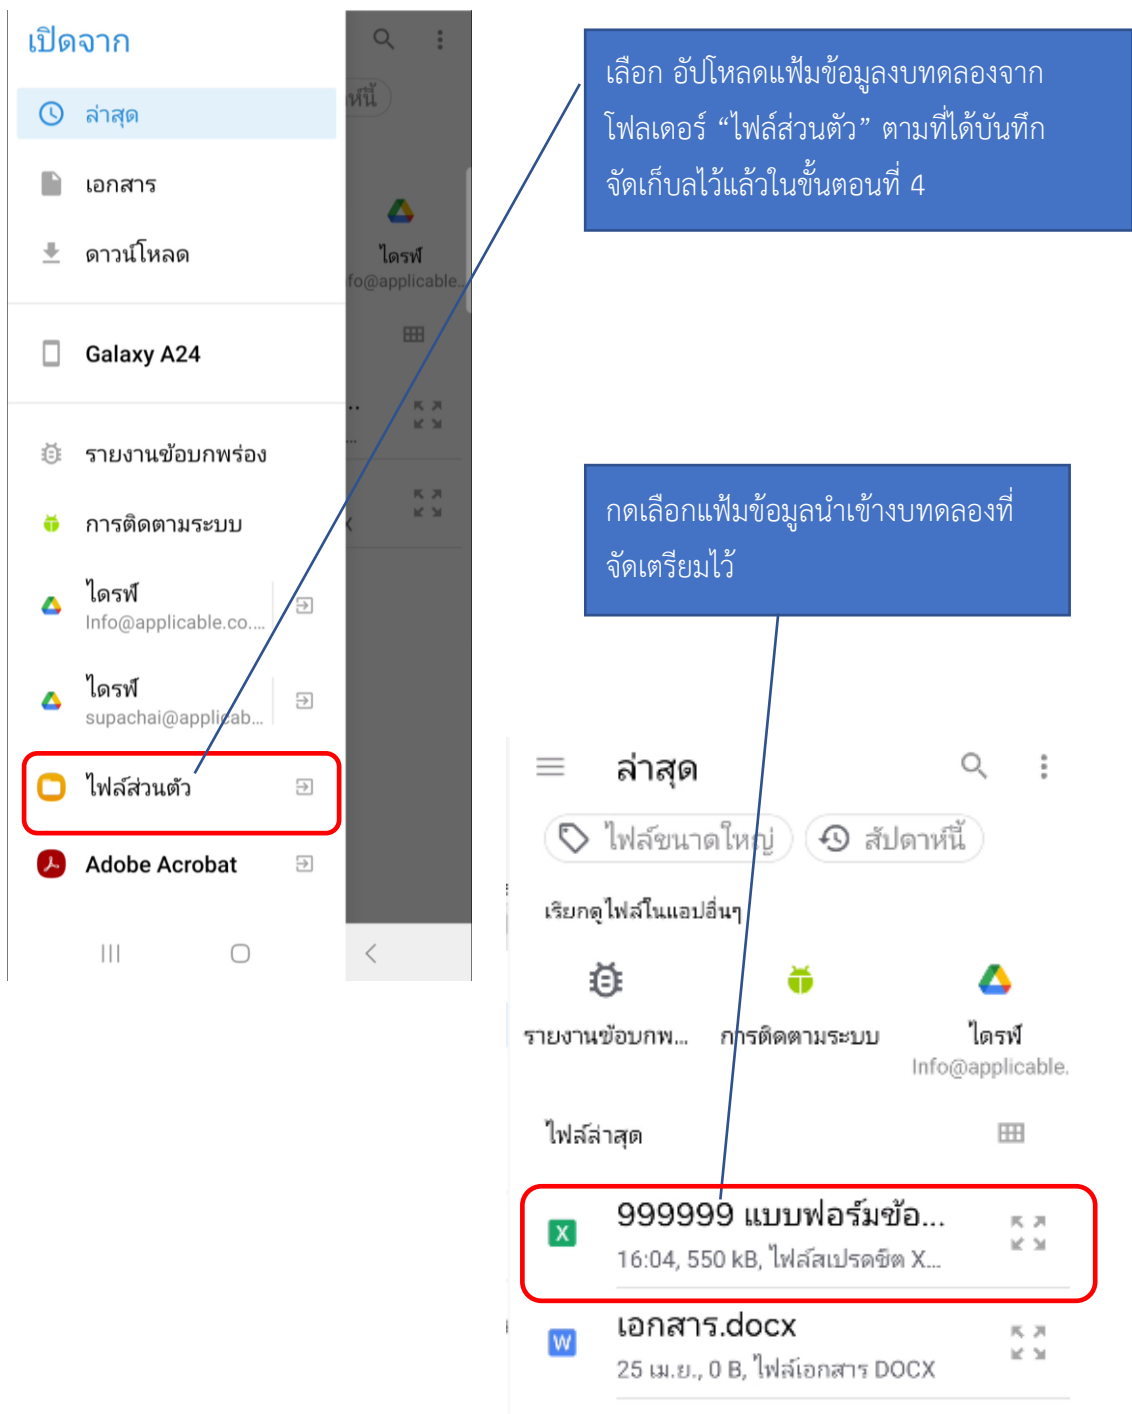 เปิดจาก
ล่าสุด
เอกสาร
ดาวน์โหลด
Galaxy A24
รายงานข้อบกพร่อง
การติดตามระบบ
ไดรฟ์
Info@applicable.co....
ไดรฟ์
supachai@applicab...
ไฟล์ส่วนตัว
Adobe Acrobat
าห์นี้
ไดรฟ์
fo@applicable...
เลือก อัปโหลดแฟ้มข้อมูลงบทดลองจาก
โฟลเดอร์ “ไฟล์ส่วนตัว” ตามที่ได้บันทึก
จัดเก็บลไว้แล้วในขั้นตอนที่ 4
กดเลือกแฟ้มข้อมูลนำเข้างบทดลองที่
จัดเตรียมไว้
ล่าสุด
ไฟล์ขนาดใหญ่ สัปดาห์นี้
เรียกดูไฟล์ในแอปอื่นๆ
รายงานข้อบกพ... การติดตามระบบ ไดรฟ์
Info@applicable.
ไฟล์ล่าสุด
X 999999 แบบฟอร์มข้อ...
16:04, 550 kB, ไฟล์สเปรดชีต X...
W เอกสาร.docx
25 เม.ย., 0 B, ไฟล์เอกสาร DOCX